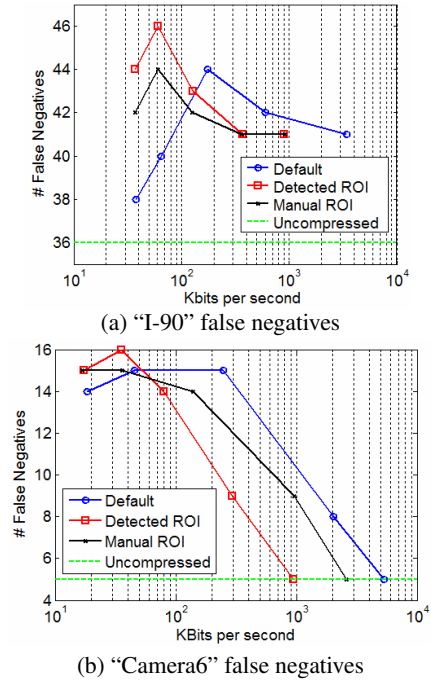 46
44
42
40
38
36
# False Negatives
Default
Detected ROI
Manual ROI
Uncompressed
10^1
10^2
10^3
10^4
Kbits per second
(a) “I-90” false negatives
16
14
12
10
8
6
4
# False Negatives
Default
Detected ROI
Manual ROI
Uncompressed
10^1
10^2
10^3
10^4
KBits per second
(b) “Camera6” false negatives